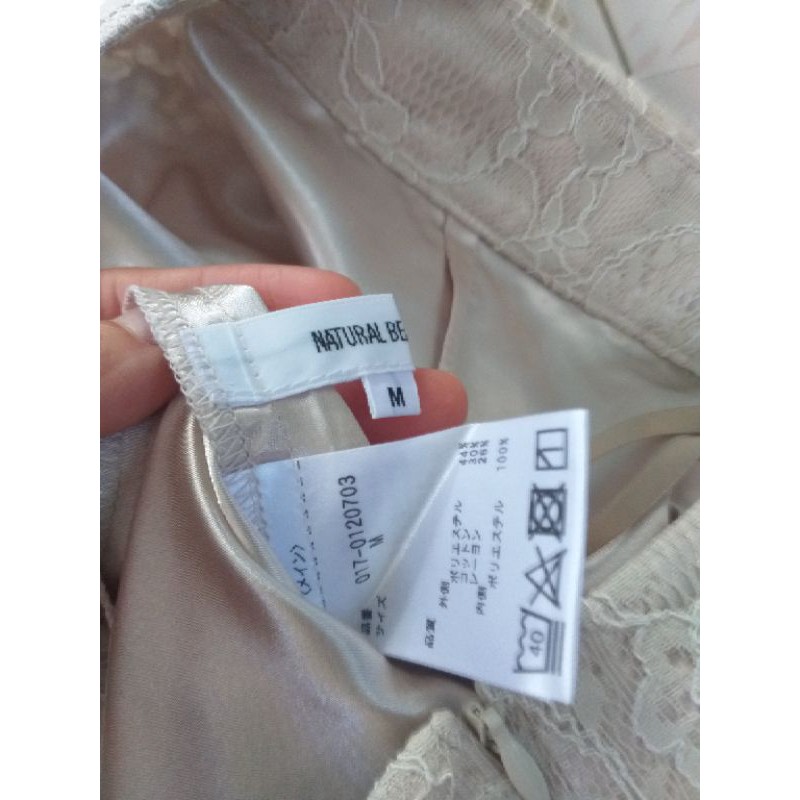 NATURAL BE
M
(メイン)
品番 017-0120703
サイズ M
品質 外側 ポリエステル 44%
コットン 30%
レーヨン 26%
内側 ポリエステル 100%
40